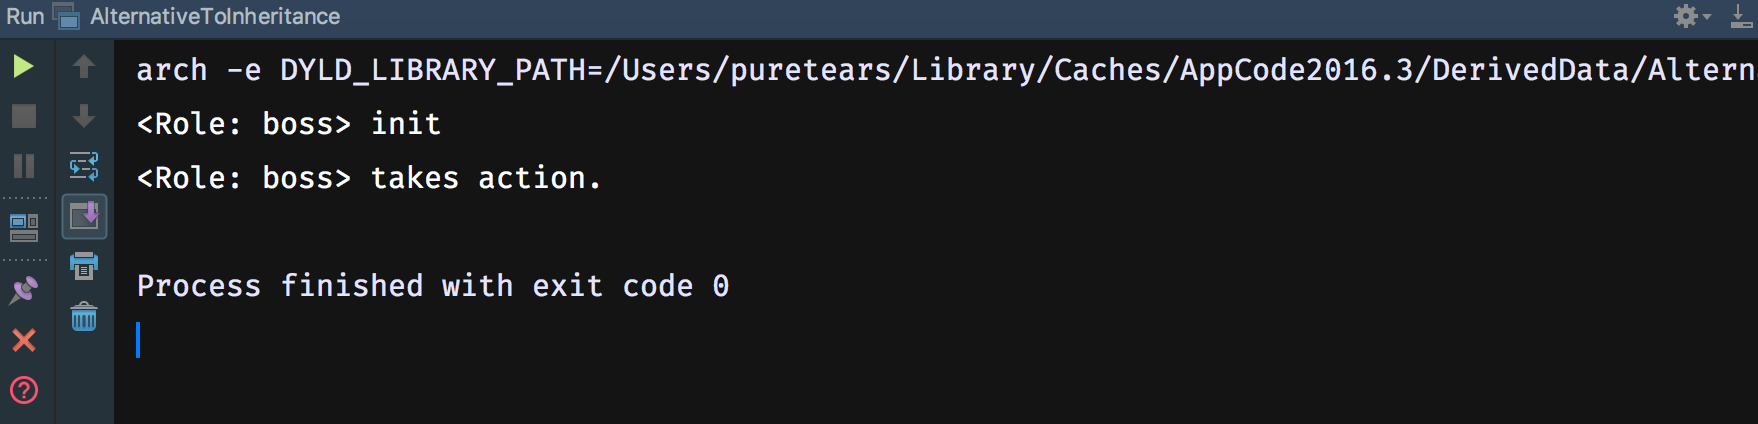 Run AlternativeToInheritance
arch -e DYLD_LIBRARY_PATH=/Users/puretears/Library/Caches/AppCode2016.3/DerivedData/Altern
<Role: boss> init
<Role: boss> takes action.
Process finished with exit code 0